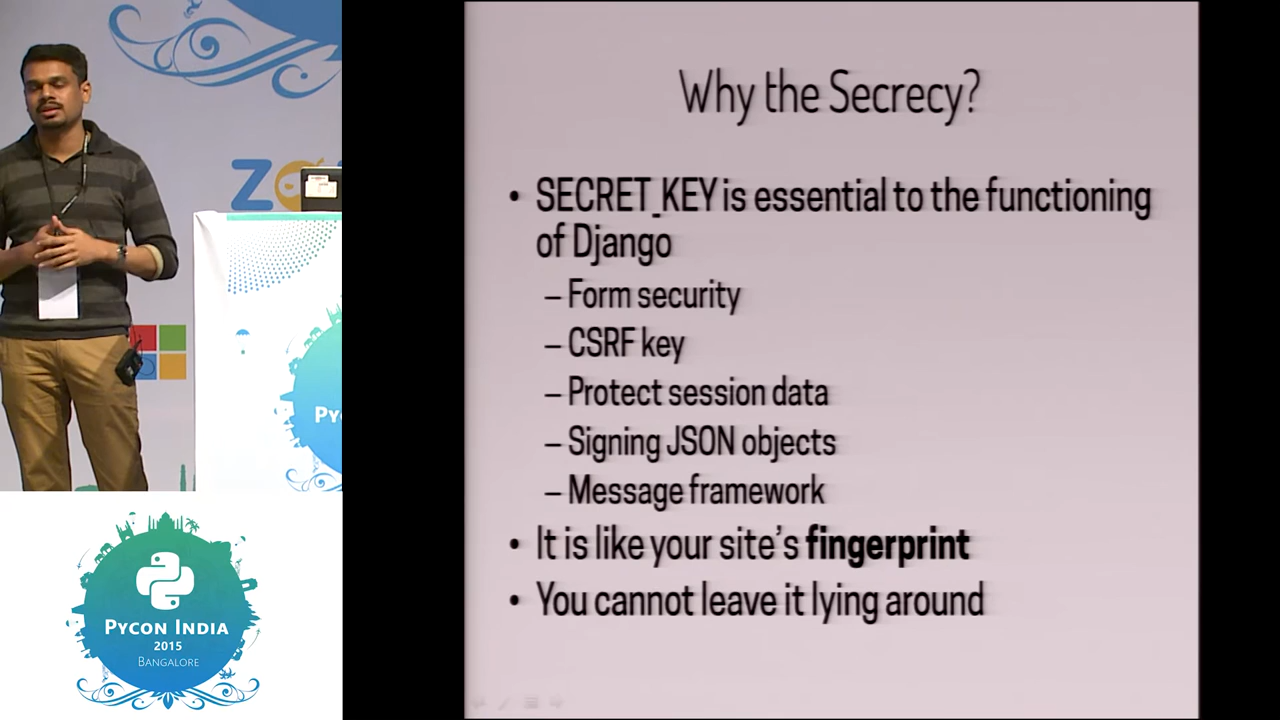 Why the Secrecy?
• SECRET_KEY is essential to the functioning
of Django
– Form security
– CSRF key
– Protect session data
– Signing JSON objects
– Message framework
• It is like your site's fingerprint
• You cannot leave it lying around
PY
PYCON INDIA
2015
BANGALORE